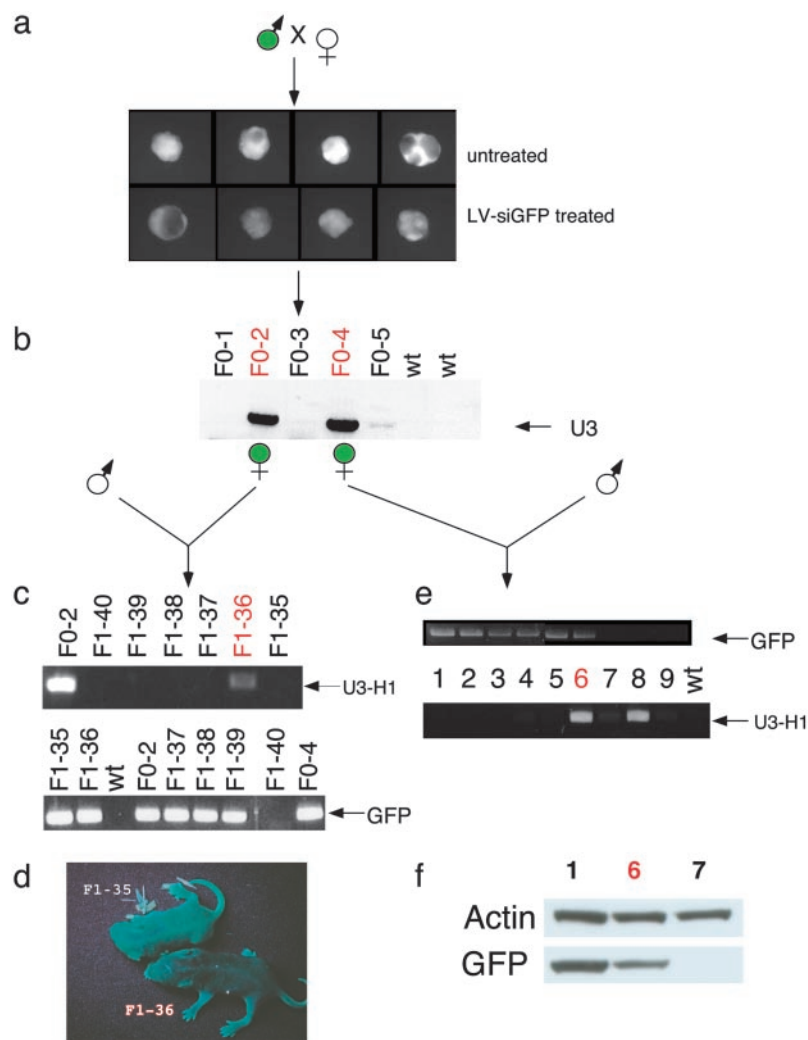 a
X
untreated
LV-siGFP treated
b
F0-1 F0-2 F0-3 F0-4 F0-5 wt wt
U3
c
F0-2 F1-40 F1-39 F1-38 F1-37 F1-36 F1-35
U3-H1
F1-35 F1-36 wt F0-2 F1-37 F1-38 F1-39 F1-40 F0-4
GFP
d
F1-35
F1-36
e
GFP
1 2 3 4 5 6 7 8 9 wt
U3-H1
f
1 6 7
Actin
GFP